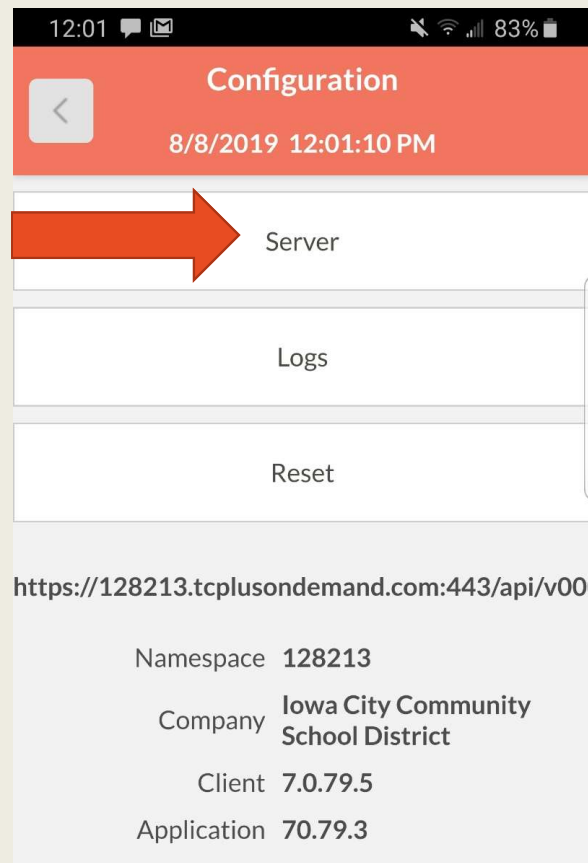 12:01 83%
Configuration
8/8/2019 12:01:10 PM
Server
Logs
Reset
https://128213.tcplusondemand.com:443/api/v00
Namespace 128213
Company Iowa City Community
School District
Client 7.0.79.5
Application 70.79.3